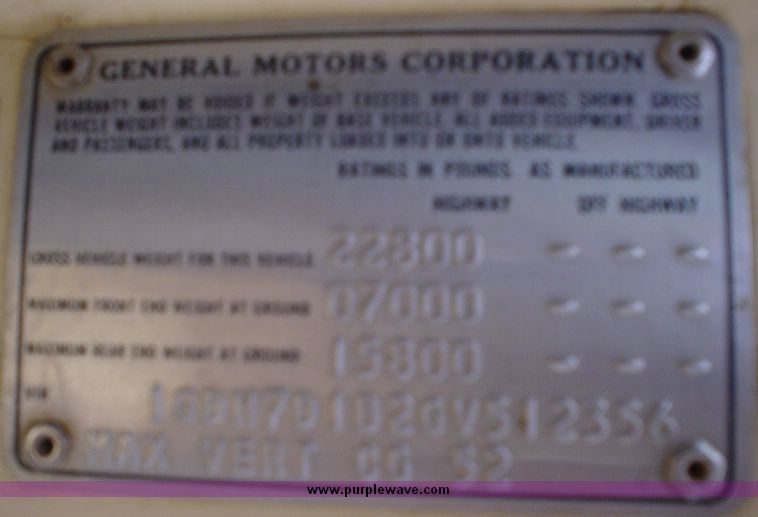 GENERAL MOTORS CORPORATION
WARRANTY MAY BE VOIDED IF WEIGHT EXCEEDS ANY OF RATINGS SHOWN. GROSS
VEHICLE WEIGHT INCLUDES WEIGHT OF BASE VEHICLE, ALL ADDED EQUIPMENT, DRIVER
AND PASSENGERS, AND ALL PROPERTY LOADED INTO OR ONTO VEHICLE.
RATINGS IN POUNDS AS MANUFACTURED
HIGHWAY OFF HIGHWAY
GROSS VEHICLE WEIGHT FOR THIS VEHICLE 22800 - - -
MAXIMUM FRONT END WEIGHT AT GROUND 07000 - - -
MAXIMUM REAR END WEIGHT AT GROUND 15800 - - -
VIN
MAX VERT CG 52
www.purplewave.com